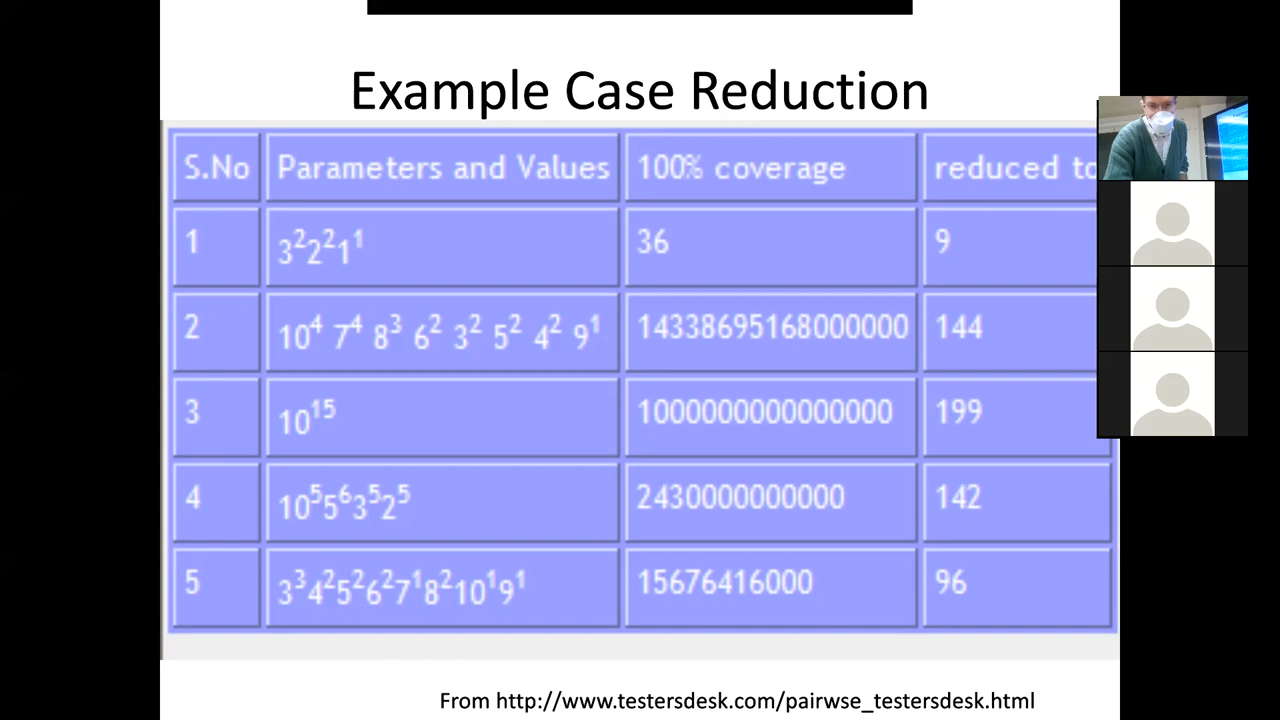 Example Case Reduction
S.No Parameters and Values 100% coverage reduced to
1 3²2²1¹ 36 9
2 10⁴ 7⁴ 8³ 6² 3² 5² 4² 9¹ 14338695168000000 144
3 10¹⁵ 1000000000000000 199
4 10⁵5⁶3⁵2⁵ 2430000000000 142
5 3³4²5²6²7¹8²10¹9¹ 15676416000 96
From http://www.testersdesk.com/pairwse_testersdesk.html